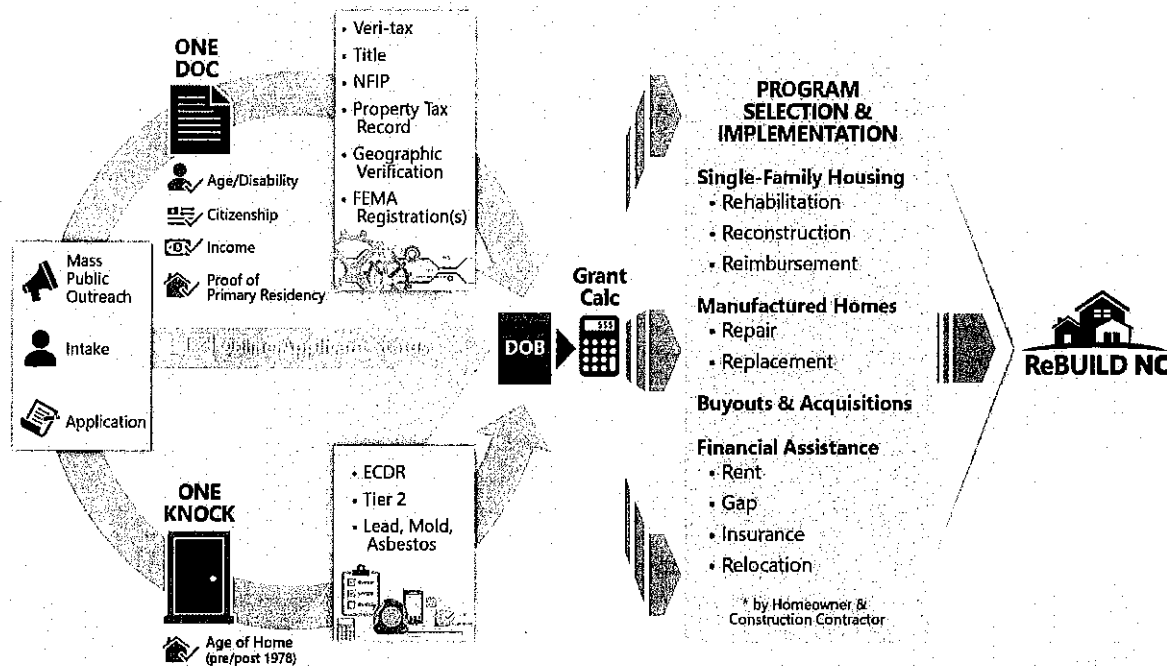 ONE
DOC
Age/Disability
Citizenship
Income
Proof of
Primary Residency
• Veri-tax
• Title
• NFIP
• Property Tax
Record
• Geographic
Verification
• FEMA
Registration(s)
Mass
Public
Outreach
Intake
Application
DOB
Grant
Calc
$$$
ONE
KNOCK
Age of Home
(pre/post 1978)
• ECDR
• Tier 2
• Lead, Mold,
Asbestos
PROGRAM
SELECTION &
IMPLEMENTATION
Single-Family Housing
• Rehabilitation
• Reconstruction
• Reimbursement
Manufactured Homes
• Repair
• Replacement
Buyouts & Acquisitions
Financial Assistance
• Rent
• Gap
• Insurance
• Relocation
* by Homeowner &
Construction Contractor
ReBUILD NC